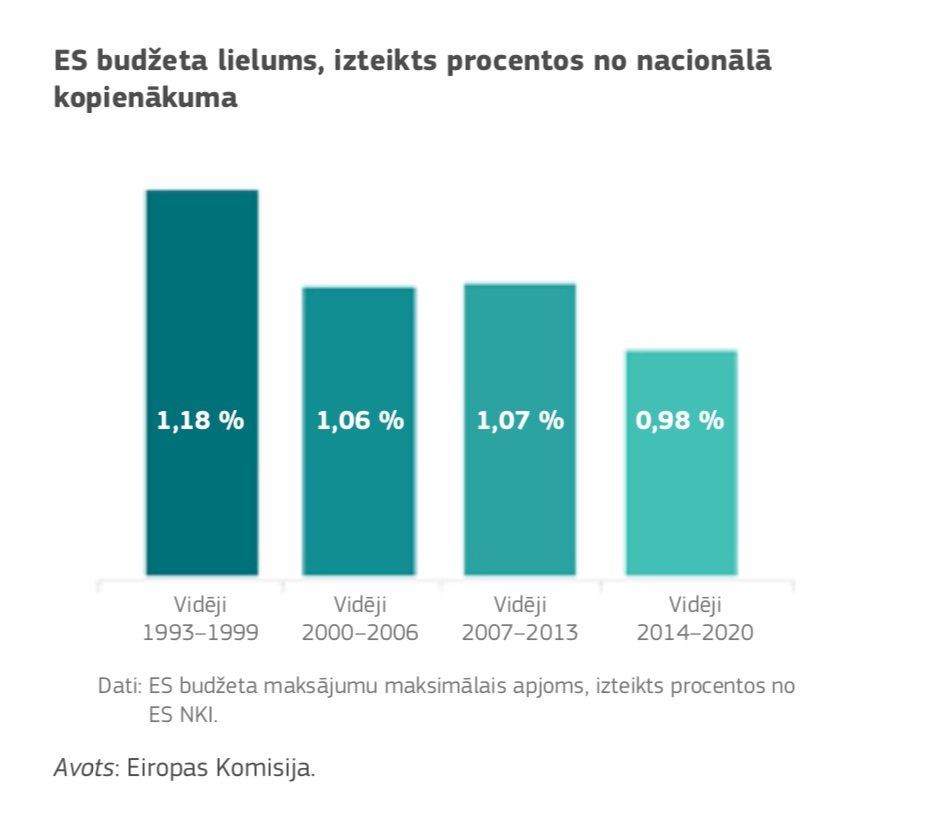 ES budžeta lielums, izteikts procentos no nacionālā
kopienākuma
1,18 %
1,06 %
1,07 %
0,98 %
Vidēji
1993–1999
Vidēji
2000–2006
Vidēji
2007–2013
Vidēji
2014–2020
Dati: ES budžeta maksājumu maksimālais apjoms, izteikts procentos no
ES NKI.
Avots: Eiropas Komisija.